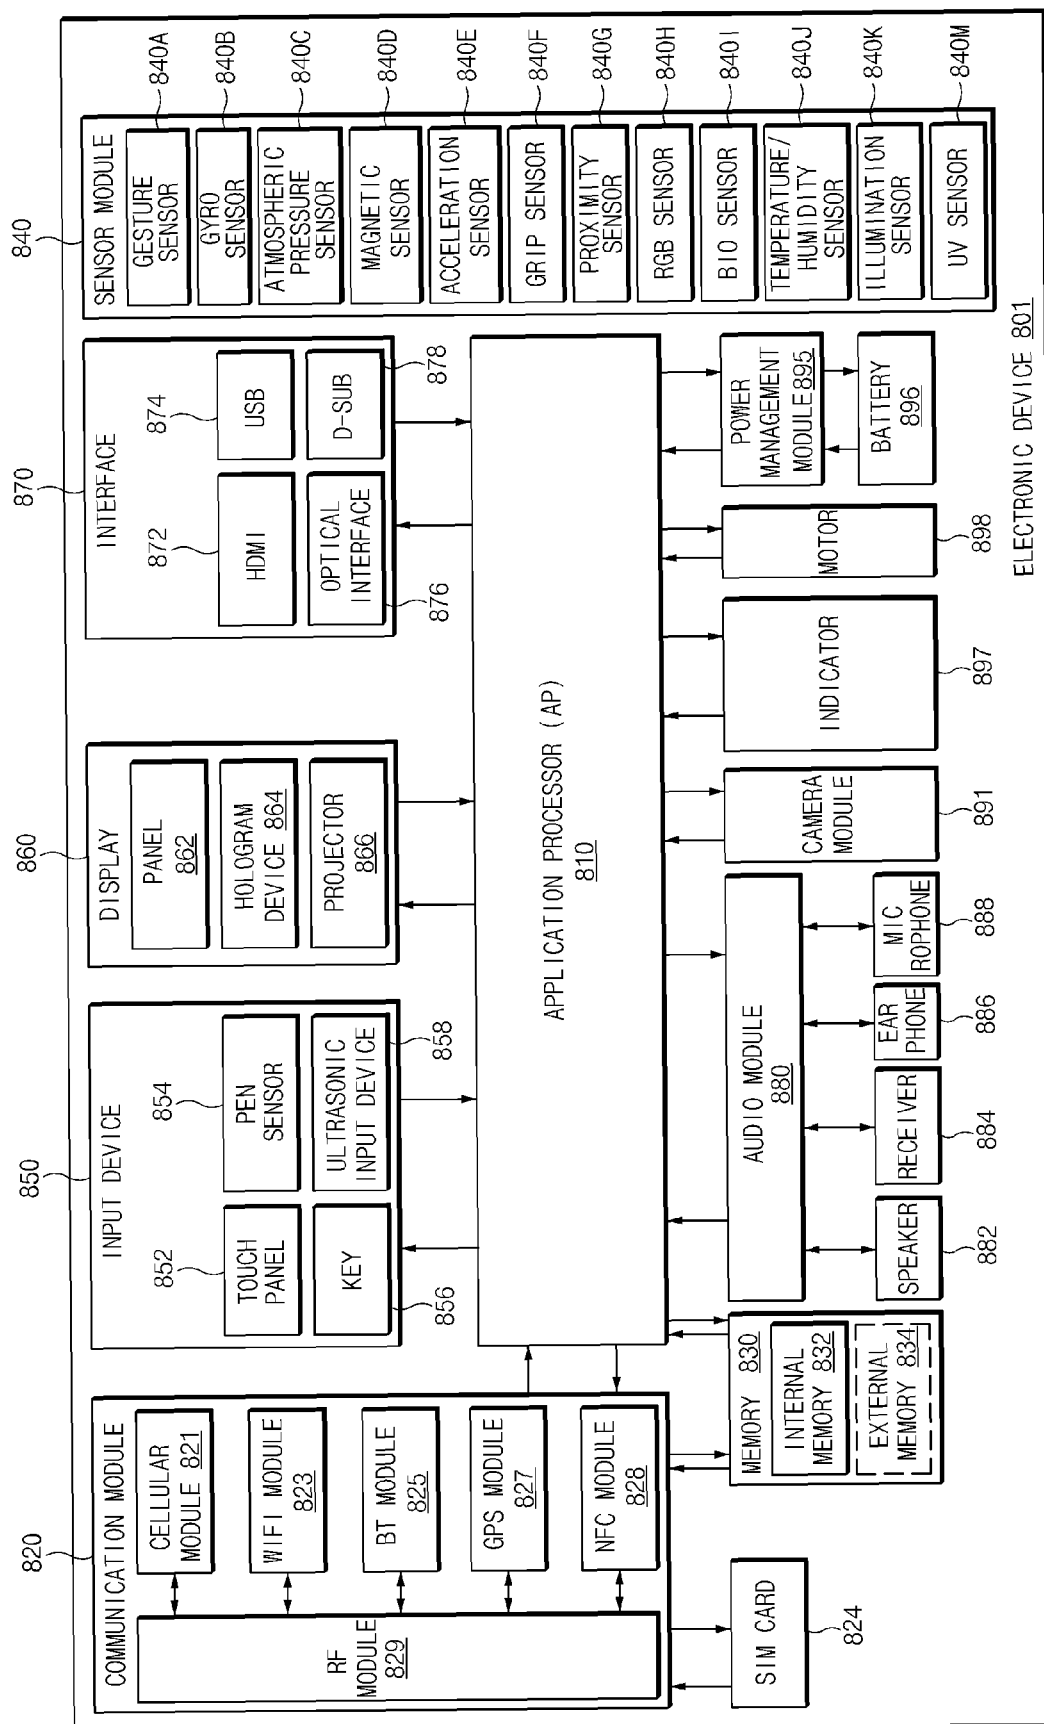 820
COMMUNICATION MODULE
CELLULAR
MODULE 821
WIFI MODULE
823
BT MODULE
825
GPS MODULE
827
NFC MODULE
828
RF
MODULE
829
SIM CARD
824
850
INPUT DEVICE
852
TOUCH
PANEL
854
PEN
SENSOR
KEY
856
ULTRASONIC
INPUT DEVICE
858
860
DISPLAY
PANEL
862
HOLOGRAM
DEVICE 864
PROJECTOR
866
870
INTERFACE
872
HDMI
874
USB
OPTICAL
INTERFACE
876
D-SUB
878
840
SENSOR MODULE
GESTURE
SENSOR
840A
GYRO
SENSOR
840B
ATMOSPHERIC
PRESSURE
SENSOR
840C
MAGNETIC
SENSOR
840D
ACCELERATION
SENSOR
840E
GRIP SENSOR
840F
PROXIMITY
SENSOR
840G
RGB SENSOR
840H
BIO SENSOR
840I
TEMPERATURE/
HUMIDITY
SENSOR
840J
ILLUMINATION
SENSOR
840K
UV SENSOR
840M
APPLICATION PROCESSOR (AP)
810
MEMORY 830
INTERNAL
MEMORY 832
EXTERNAL
MEMORY 834
AUDIO MODULE
880
SPEAKER
882
RECEIVER
884
EAR
PHONE
886
MIC
ROPHONE
888
CAMERA
MODULE
891
INDICATOR
897
MOTOR
898
POWER
MANAGEMENT
MODULE895
BATTERY
896
ELECTRONIC DEVICE 801